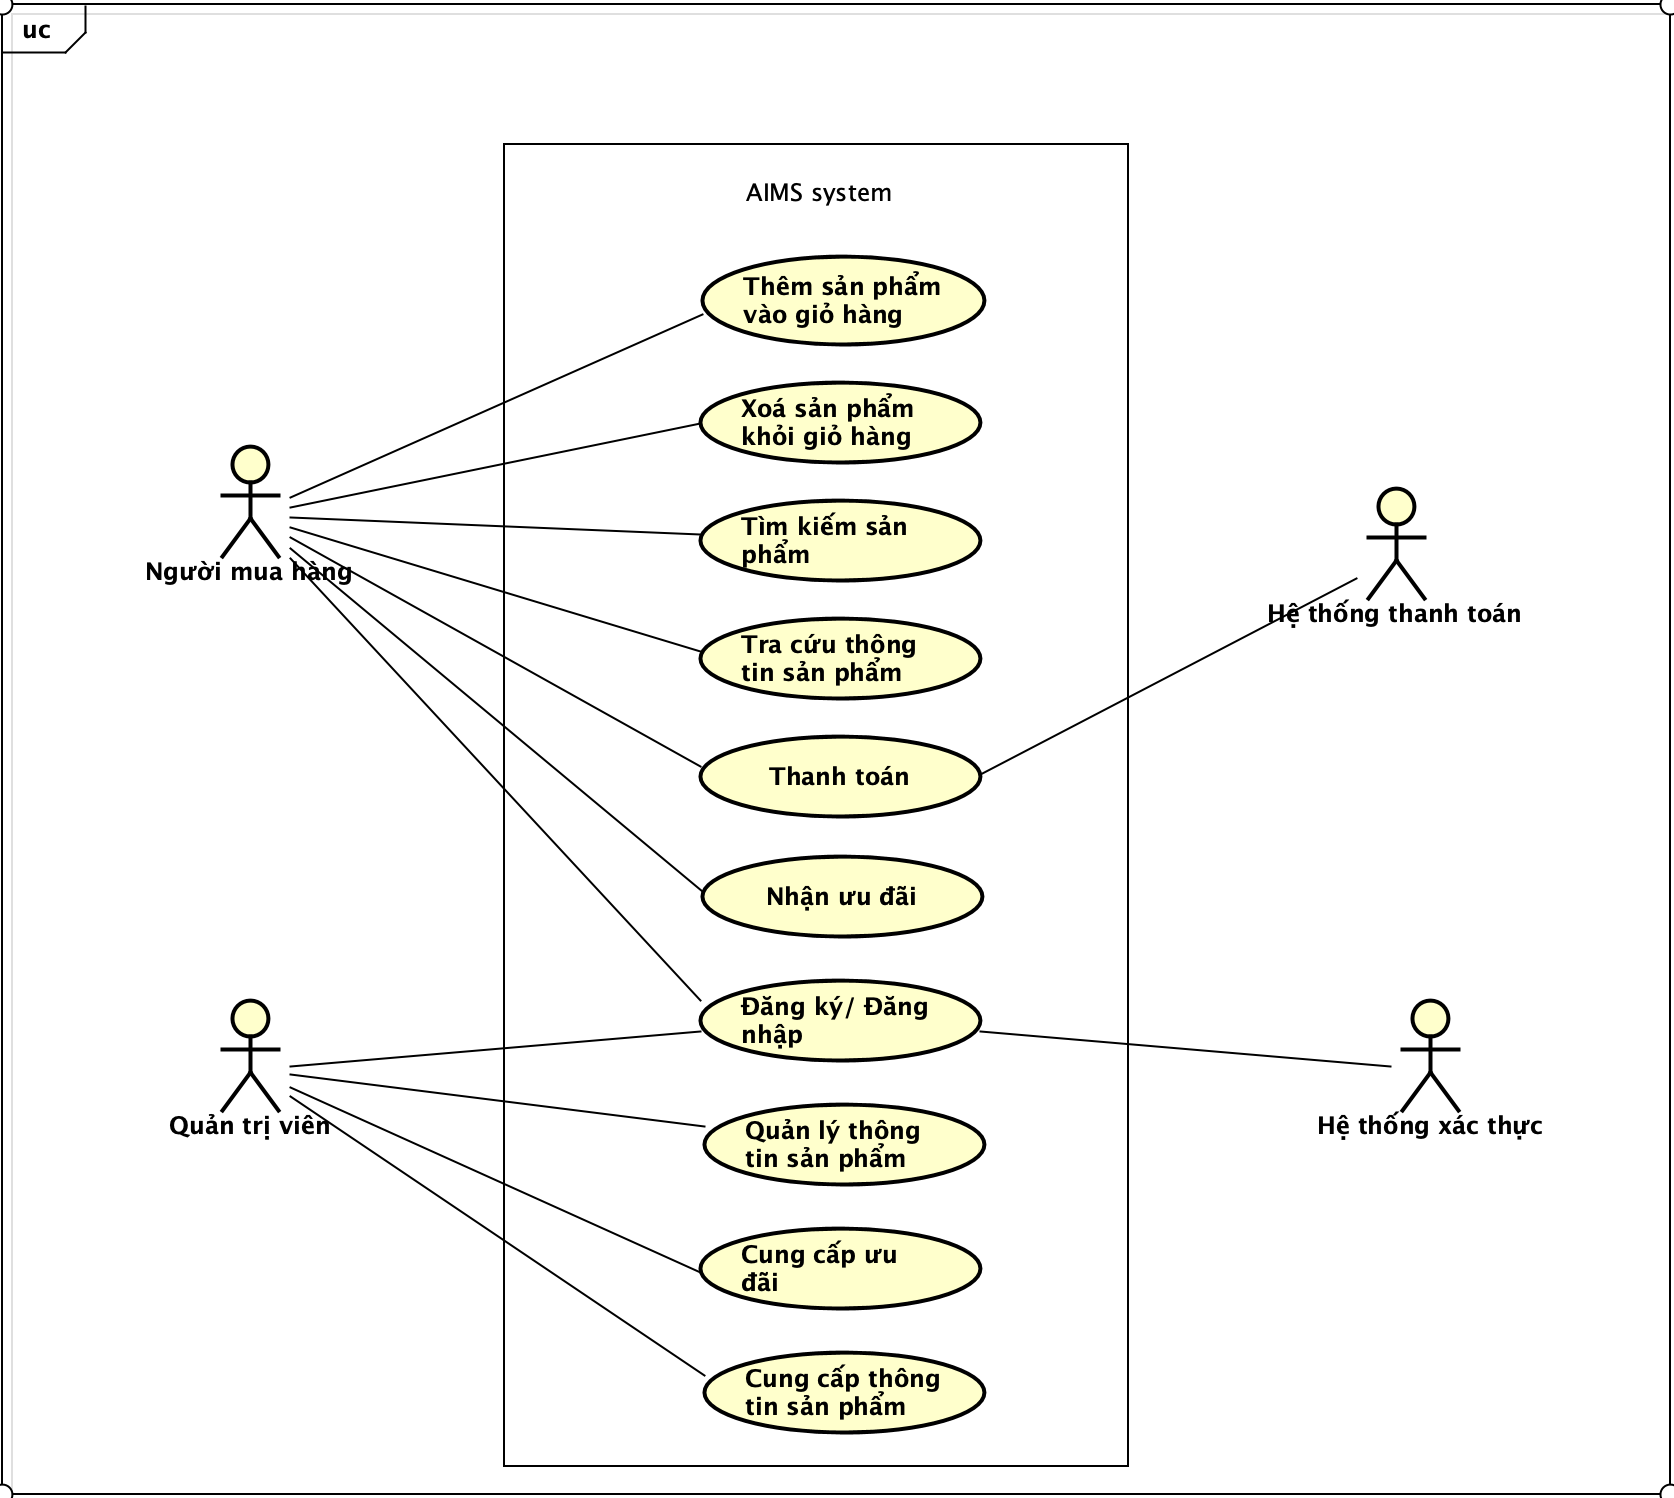 uc
AIMS system
Thêm sản phẩm
vào giỏ hàng
Xoá sản phẩm
khỏi giỏ hàng
Người mua hàng
Tìm kiếm sản
phẩm
Hệ thống thanh toán
Tra cứu thông
tin sản phẩm
Thanh toán
Nhận ưu đãi
Đăng ký/ Đăng
nhập
Quản trị viên
Hệ thống xác thực
Quản lý thông
tin sản phẩm
Cung cấp ưu
đãi
Cung cấp thông
tin sản phẩm